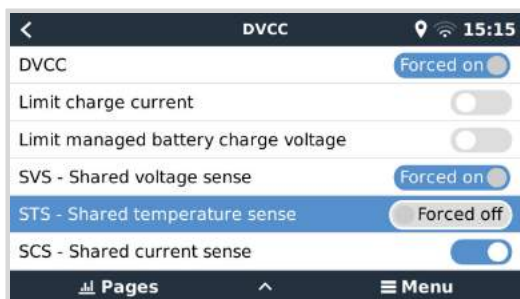 DVCC 15:15
DVCC Forced on
Limit charge current
Limit managed battery charge voltage
SVS - Shared voltage sense Forced on
STS - Shared temperature sense Forced off
SCS - Shared current sense
Pages Menu